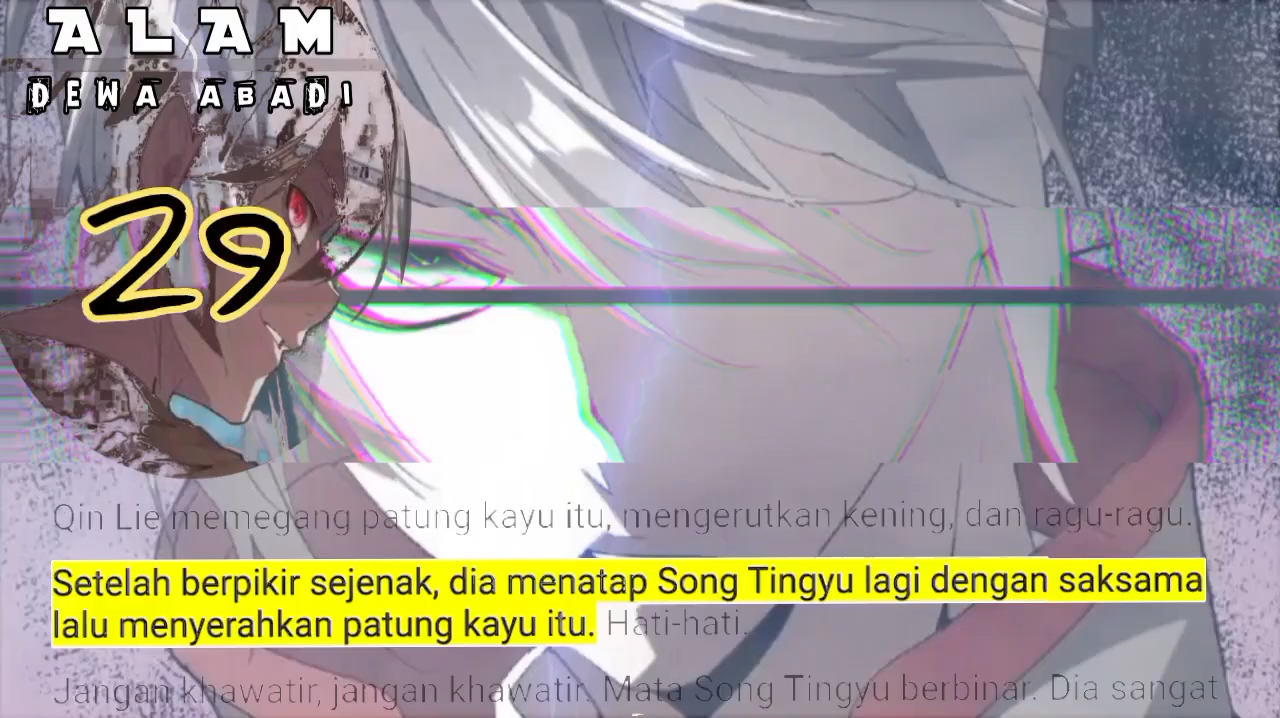 ALAM
DEWA ABADI
29
Qin Lie memegang patung kayu itu, mengerutkan kening, dan ragu-ragu.
Setelah berpikir sejenak, dia menatap Song Tingyu lagi dengan saksama
lalu menyerahkan patung kayu itu. Hati-hati.
Jangan khawatir, jangan khawatir. Mata Song Tingyu berbinar. Dia sangat